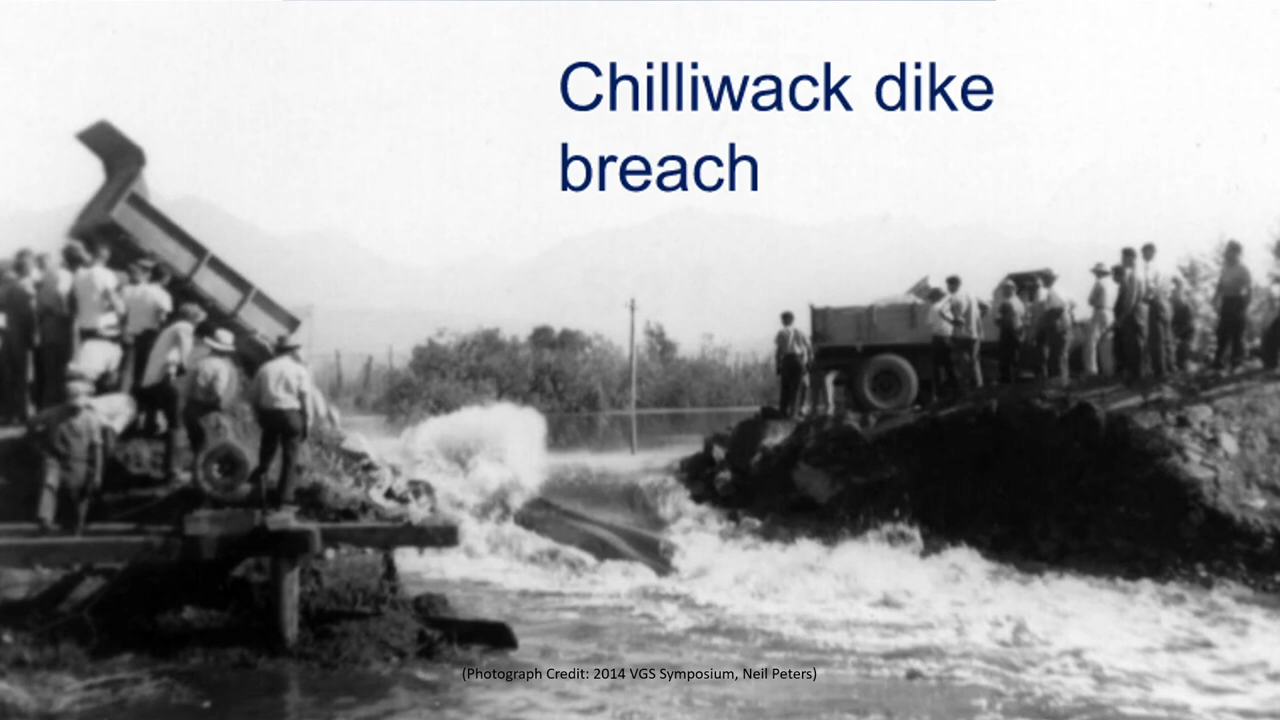 Chilliwack dike
breach
(Photograph Credit: 2014 VGS Symposium, Neil Peters)